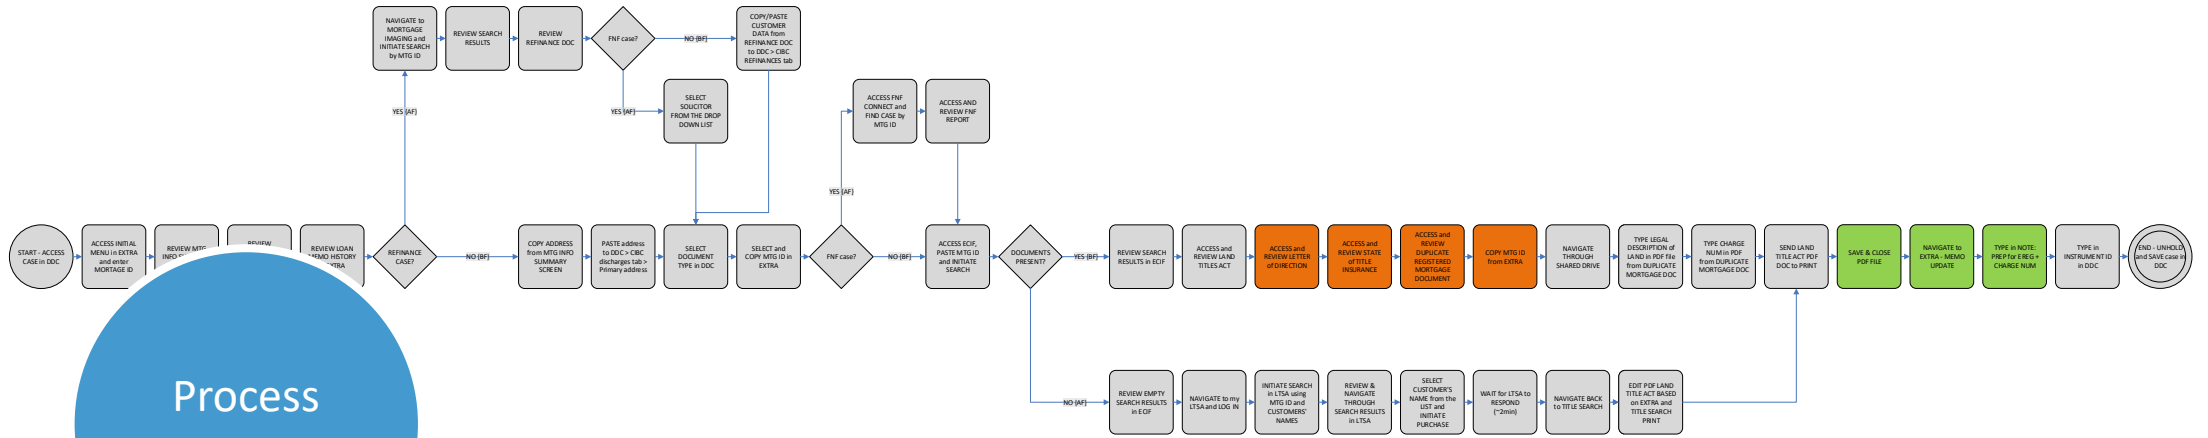 NAVIGATE to
MORTGAGE
IMAGING and
INITIATE SEARCH
by MTG ID
REVIEW SEARCH
RESULTS
REVIEW
REFINANCE DOC
FNF case?
NO (BF)
COPY/PASTE
CUSTOMER
DATA from
REFINANCE DOC
to DDC > CIBC
REFINANCES tab
YES (AF)
YES (AF)
SELECT
SOLICITOR
FROM THE DROP
DOWN LIST
ACCESS FNF
CONNECT and
FIND CASE by
MTG ID
ACCESS AND
REVIEW FNF
REPORT
YES (AF)
START - ACCESS
CASE in DDC
ACCESS INITIAL
MENU in EXTRA
and enter
MORTAGE ID
REVIEW MTG
INFO
REVIEW
REVIEW LOAN
MEMO HISTORY
EXTRA
REFINANCE
CASE?
NO (BF)
COPY ADDRESS
from MTG INFO
SUMMARY
SCREEN
PASTE address
to DDC > CIBC
discharges tab >
Primary address
SELECT
DOCUMENT
TYPE in DDC
SELECT and
COPY MTG ID in
EXTRA
FNF case?
NO (BF)
ACCESS ECIF,
PASTE MTG ID
and INITIATE
SEARCH
DOCUMENTS
PRESENT?
YES (BF)
REVIEW SEARCH
RESULTS in ECIF
ACCESS and
REVIEW LAND
TITLES ACT
ACCESS and
REVIEW LETTER
of DIRECTION
ACCESS and
REVIEW STATE
of TITLE
INSURANCE
ACCESS and
REVIEW
DUPLICATE
REGISTERED
MORTGAGE
DOCUMENT
COPY MTG ID
from EXTRA
NAVIGATE
THROUGH
SHARED DRIVE
TYPE LEGAL
DESCRIPTION of
LAND in PDF file
from DUPLICATE
MORTGAGE DOC
TYPE CHARGE
NUM in PDF
from DUPLICATE
MORTGAGE DOC
SEND LAND
TITLE ACT PDF
DOC to PRINT
SAVE & CLOSE
PDF FILE
NAVIGATE to
EXTRA - MEMO
UPDATE
TYPE in NOTE:
PREP for EREG +
CHARGE NUM
TYPE in
INSTRUMENT ID
in DDC
END - UNHOLD
and SAVE case in
DDC
Process
NO (AF)
REVIEW EMPTY
SEARCH RESULTS
in ECIF
NAVIGATE to my
LTSA and LOG IN
INITIATE SEARCH
in LTSA using
MTG ID and
CUSTOMERS'
NAMES
REVIEW &
NAVIGATE
THROUGH
SEARCH RESULTS
in LTSA
SELECT
CUSTOMER'S
NAME from the
LIST and
INITIATE
PURCHASE
WAIT for LTSA to
RESPOND
(~2min)
NAVIGATE BACK
to TITLE SEARCH
EDIT PDF LAND
TITLE ACT BASED
on EXTRA and
TITLE SEARCH
PRINT